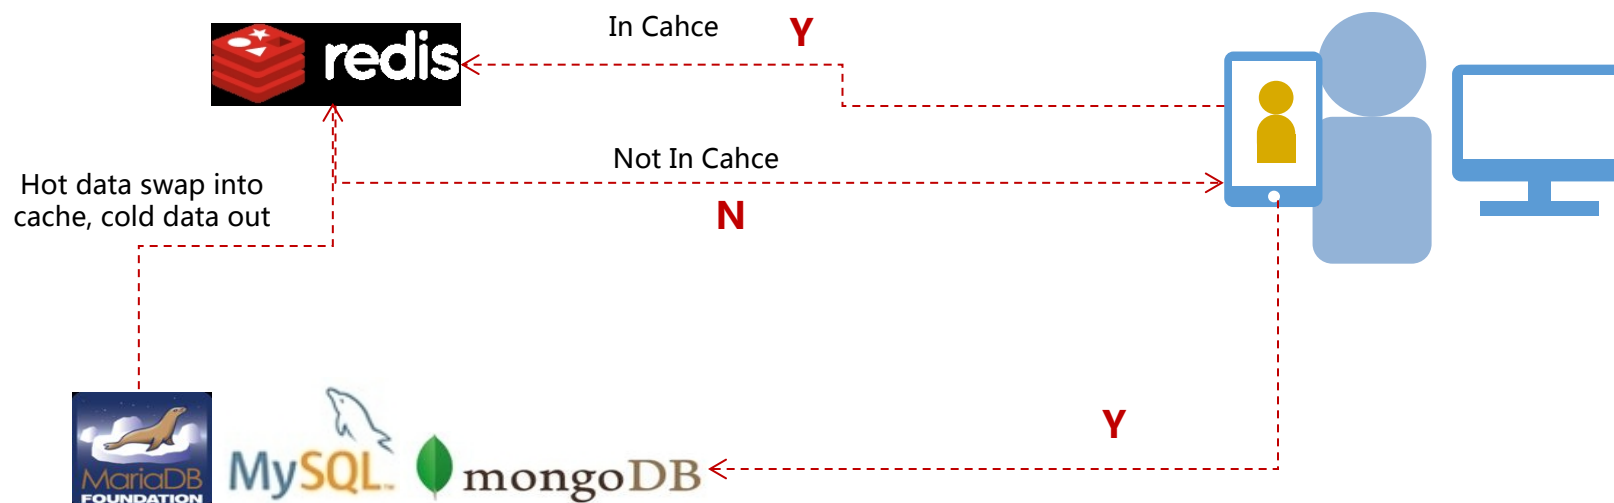 In Cahce
Y
redis
Not In Cahce
N
Hot data swap into
cache, cold data out
Y
MariaDB
FOUNDATION
MySQL
mongoDB